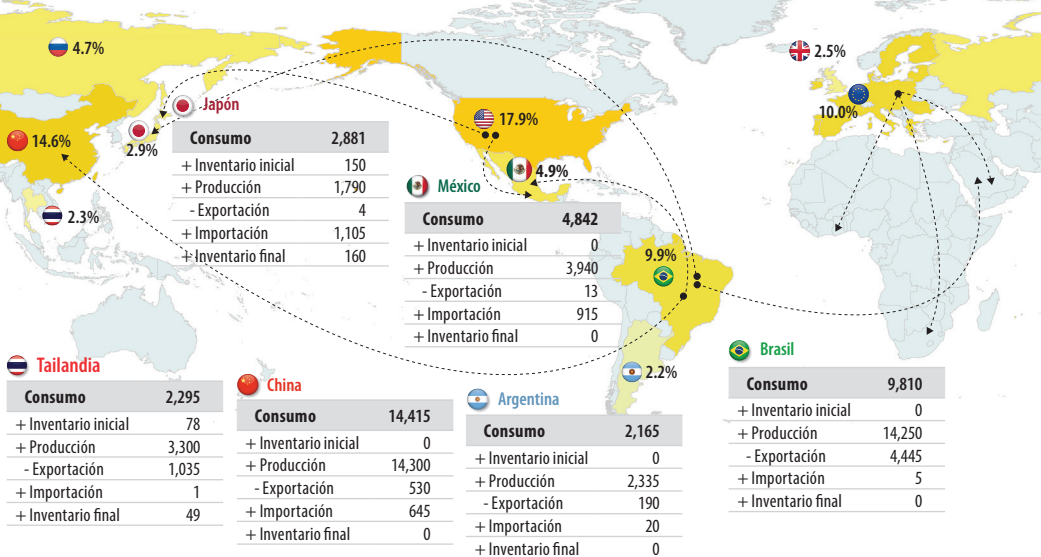 4.7%
2.5%
Japón
17.9%
10.0%
14.6%
2.9%
Consumo 2,881
+ Inventario inicial 150
+ Producción 1,790
- Exportación 4
+ Importación 1,105
+ Inventario final 160
4.9%
México
Consumo 4,842
+ Inventario inicial 0
+ Producción 3,940
- Exportación 13
+ Importación 915
+ Inventario final 0
2.3%
9.9%
2.2%
Tailandia
Consumo 2,295
+ Inventario inicial 78
+ Producción 3,300
- Exportación 1,035
+ Importación 1
+ Inventario final 49
China
Consumo 14,415
+ Inventario inicial 0
+ Producción 14,300
- Exportación 530
+ Importación 645
+ Inventario final 0
Argentina
Consumo 2,165
+ Inventario inicial 0
+ Producción 2,335
- Exportación 190
+ Importación 20
+ Inventario final 0
Brasil
Consumo 9,810
+ Inventario inicial 0
+ Producción 14,250
- Exportación 4,445
+ Importación 5
+ Inventario final 0